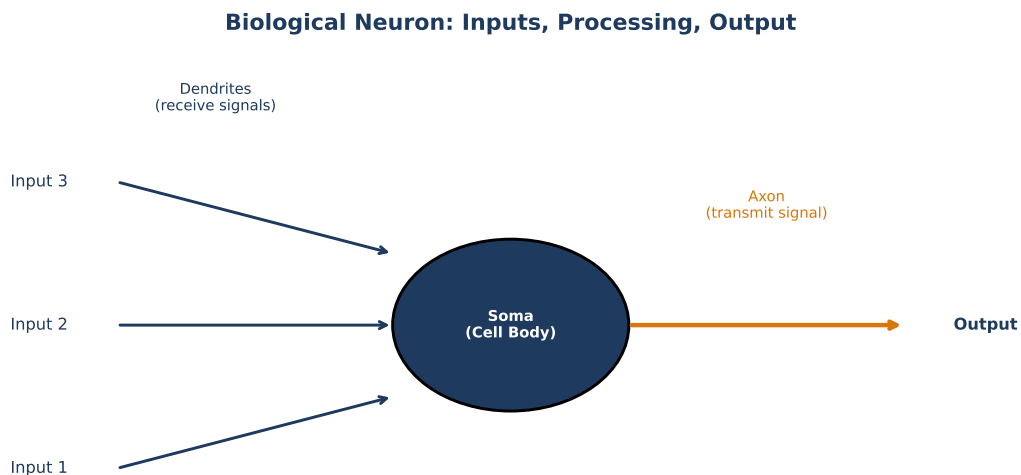 Biological Neuron: Inputs, Processing, Output
Dendrites
(receive signals)
Input 3
Axon
(transmit signal)
Input 2
Soma
(Cell Body)
Output
Input 1